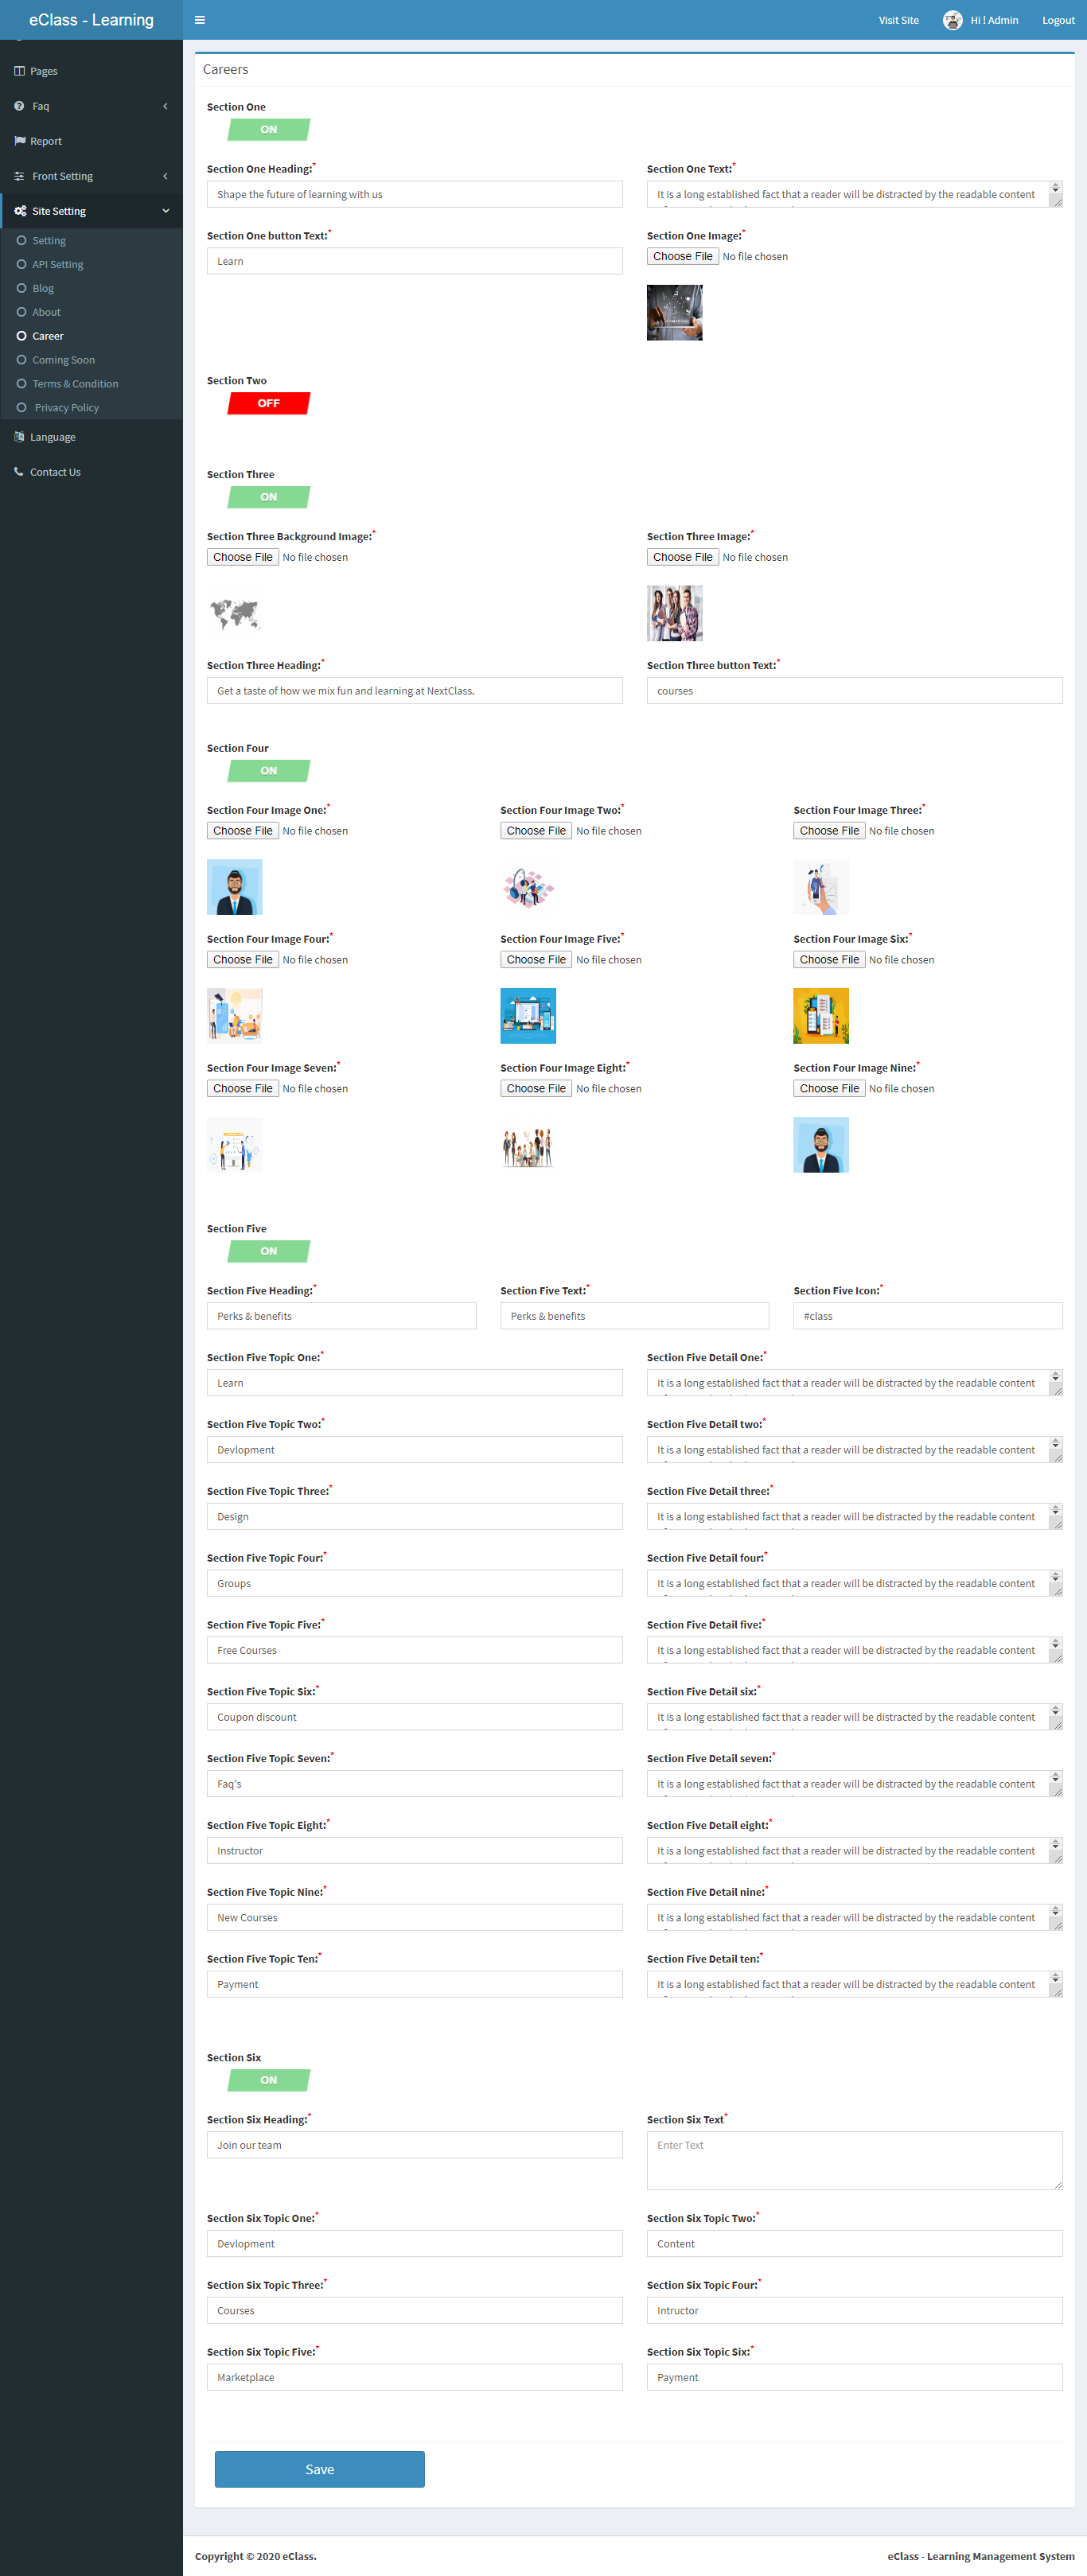 eClass - Learning
Visit Site
Hi ! Admin
Logout
Pages
Faq
Report
Front Setting
Site Setting
Setting
API Setting
Blog
About
Career
Coming Soon
Terms & Condition
Privacy Policy
Language
Contact Us
Careers
Section One
ON
Section One Heading:*
Section One Text:*
Shape the future of learning with us
It is a long established fact that a reader will be distracted by the readable content
Section One button Text:*
Section One Image:*
Learn
Choose File No file chosen
Section Two
OFF
Section Three
ON
Section Three Background Image:*
Section Three Image:*
Choose File No file chosen
Choose File No file chosen
Section Three Heading:*
Section Three button Text:*
Get a taste of how we mix fun and learning at NextClass.
courses
Section Four
ON
Section Four Image One:*
Section Four Image Two:*
Section Four Image Three:*
Choose File No file chosen
Choose File No file chosen
Choose File No file chosen
Section Four Image Four:*
Section Four Image Five:*
Section Four Image Six:*
Choose File No file chosen
Choose File No file chosen
Choose File No file chosen
Section Four Image Seven:*
Section Four Image Eight:*
Section Four Image Nine:*
Choose File No file chosen
Choose File No file chosen
Choose File No file chosen
Section Five
ON
Section Five Heading:*
Section Five Text:*
Section Five Icon:*
Perks & benefits
Perks & benefits
#class
Section Five Topic One:*
Section Five Detail One:*
Learn
It is a long established fact that a reader will be distracted by the readable content
Section Five Topic Two:*
Section Five Detail two:*
Devlopment
It is a long established fact that a reader will be distracted by the readable content
Section Five Topic Three:*
Section Five Detail three:*
Design
It is a long established fact that a reader will be distracted by the readable content
Section Five Topic Four:*
Section Five Detail four:*
Groups
It is a long established fact that a reader will be distracted by the readable content
Section Five Topic Five:*
Section Five Detail five:*
Free Courses
It is a long established fact that a reader will be distracted by the readable content
Section Five Topic Six:*
Section Five Detail six:*
Coupon discount
It is a long established fact that a reader will be distracted by the readable content
Section Five Topic Seven:*
Section Five Detail seven:*
Faq's
It is a long established fact that a reader will be distracted by the readable content
Section Five Topic Eight:*
Section Five Detail eight:*
Instructor
It is a long established fact that a reader will be distracted by the readable content
Section Five Topic Nine:*
Section Five Detail nine:*
New Courses
It is a long established fact that a reader will be distracted by the readable content
Section Five Topic Ten:*
Section Five Detail ten:*
Payment
It is a long established fact that a reader will be distracted by the readable content
Section Six
ON
Section Six Heading:*
Section Six Text*
Join our team
Enter Text
Section Six Topic One:*
Section Six Topic Two:*
Devlopment
Content
Section Six Topic Three:*
Section Six Topic Four:*
Courses
Intructor
Section Six Topic Five:*
Section Six Topic Six:*
Marketplace
Payment
Save
Copyright © 2020 eClass.
eClass - Learning Management System